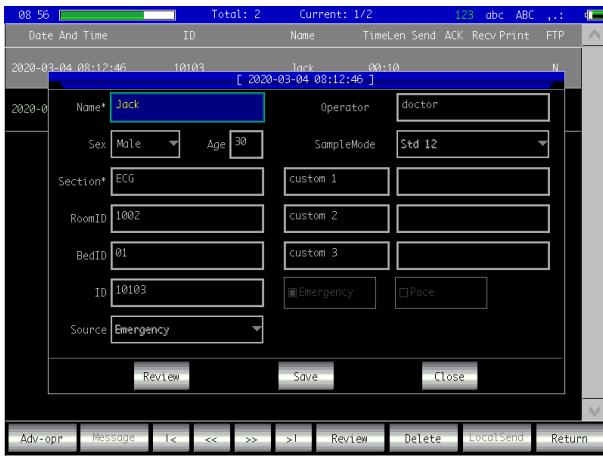 08 56 Total: 2 Current: 1/2 123 abc ABC ,.:
Date And Time ID Name TimeLen Send ACK Recv Print FTP
2020-03-04 08:12:46 10103 Jack 00:10 N
[ 2020-03-04 08:12:46 ]
2020-0
Name* Jack Operator doctor
Sex Male Age 30 SampleMode Std 12
Section* ECG custom 1
RoomID 1002 custom 2
BedID 01 custom 3
ID 10103 Emergency Pace
Source Emergency
Review Save Close
Adv-opr Message |< << >> >| Review Delete LocalSend Return